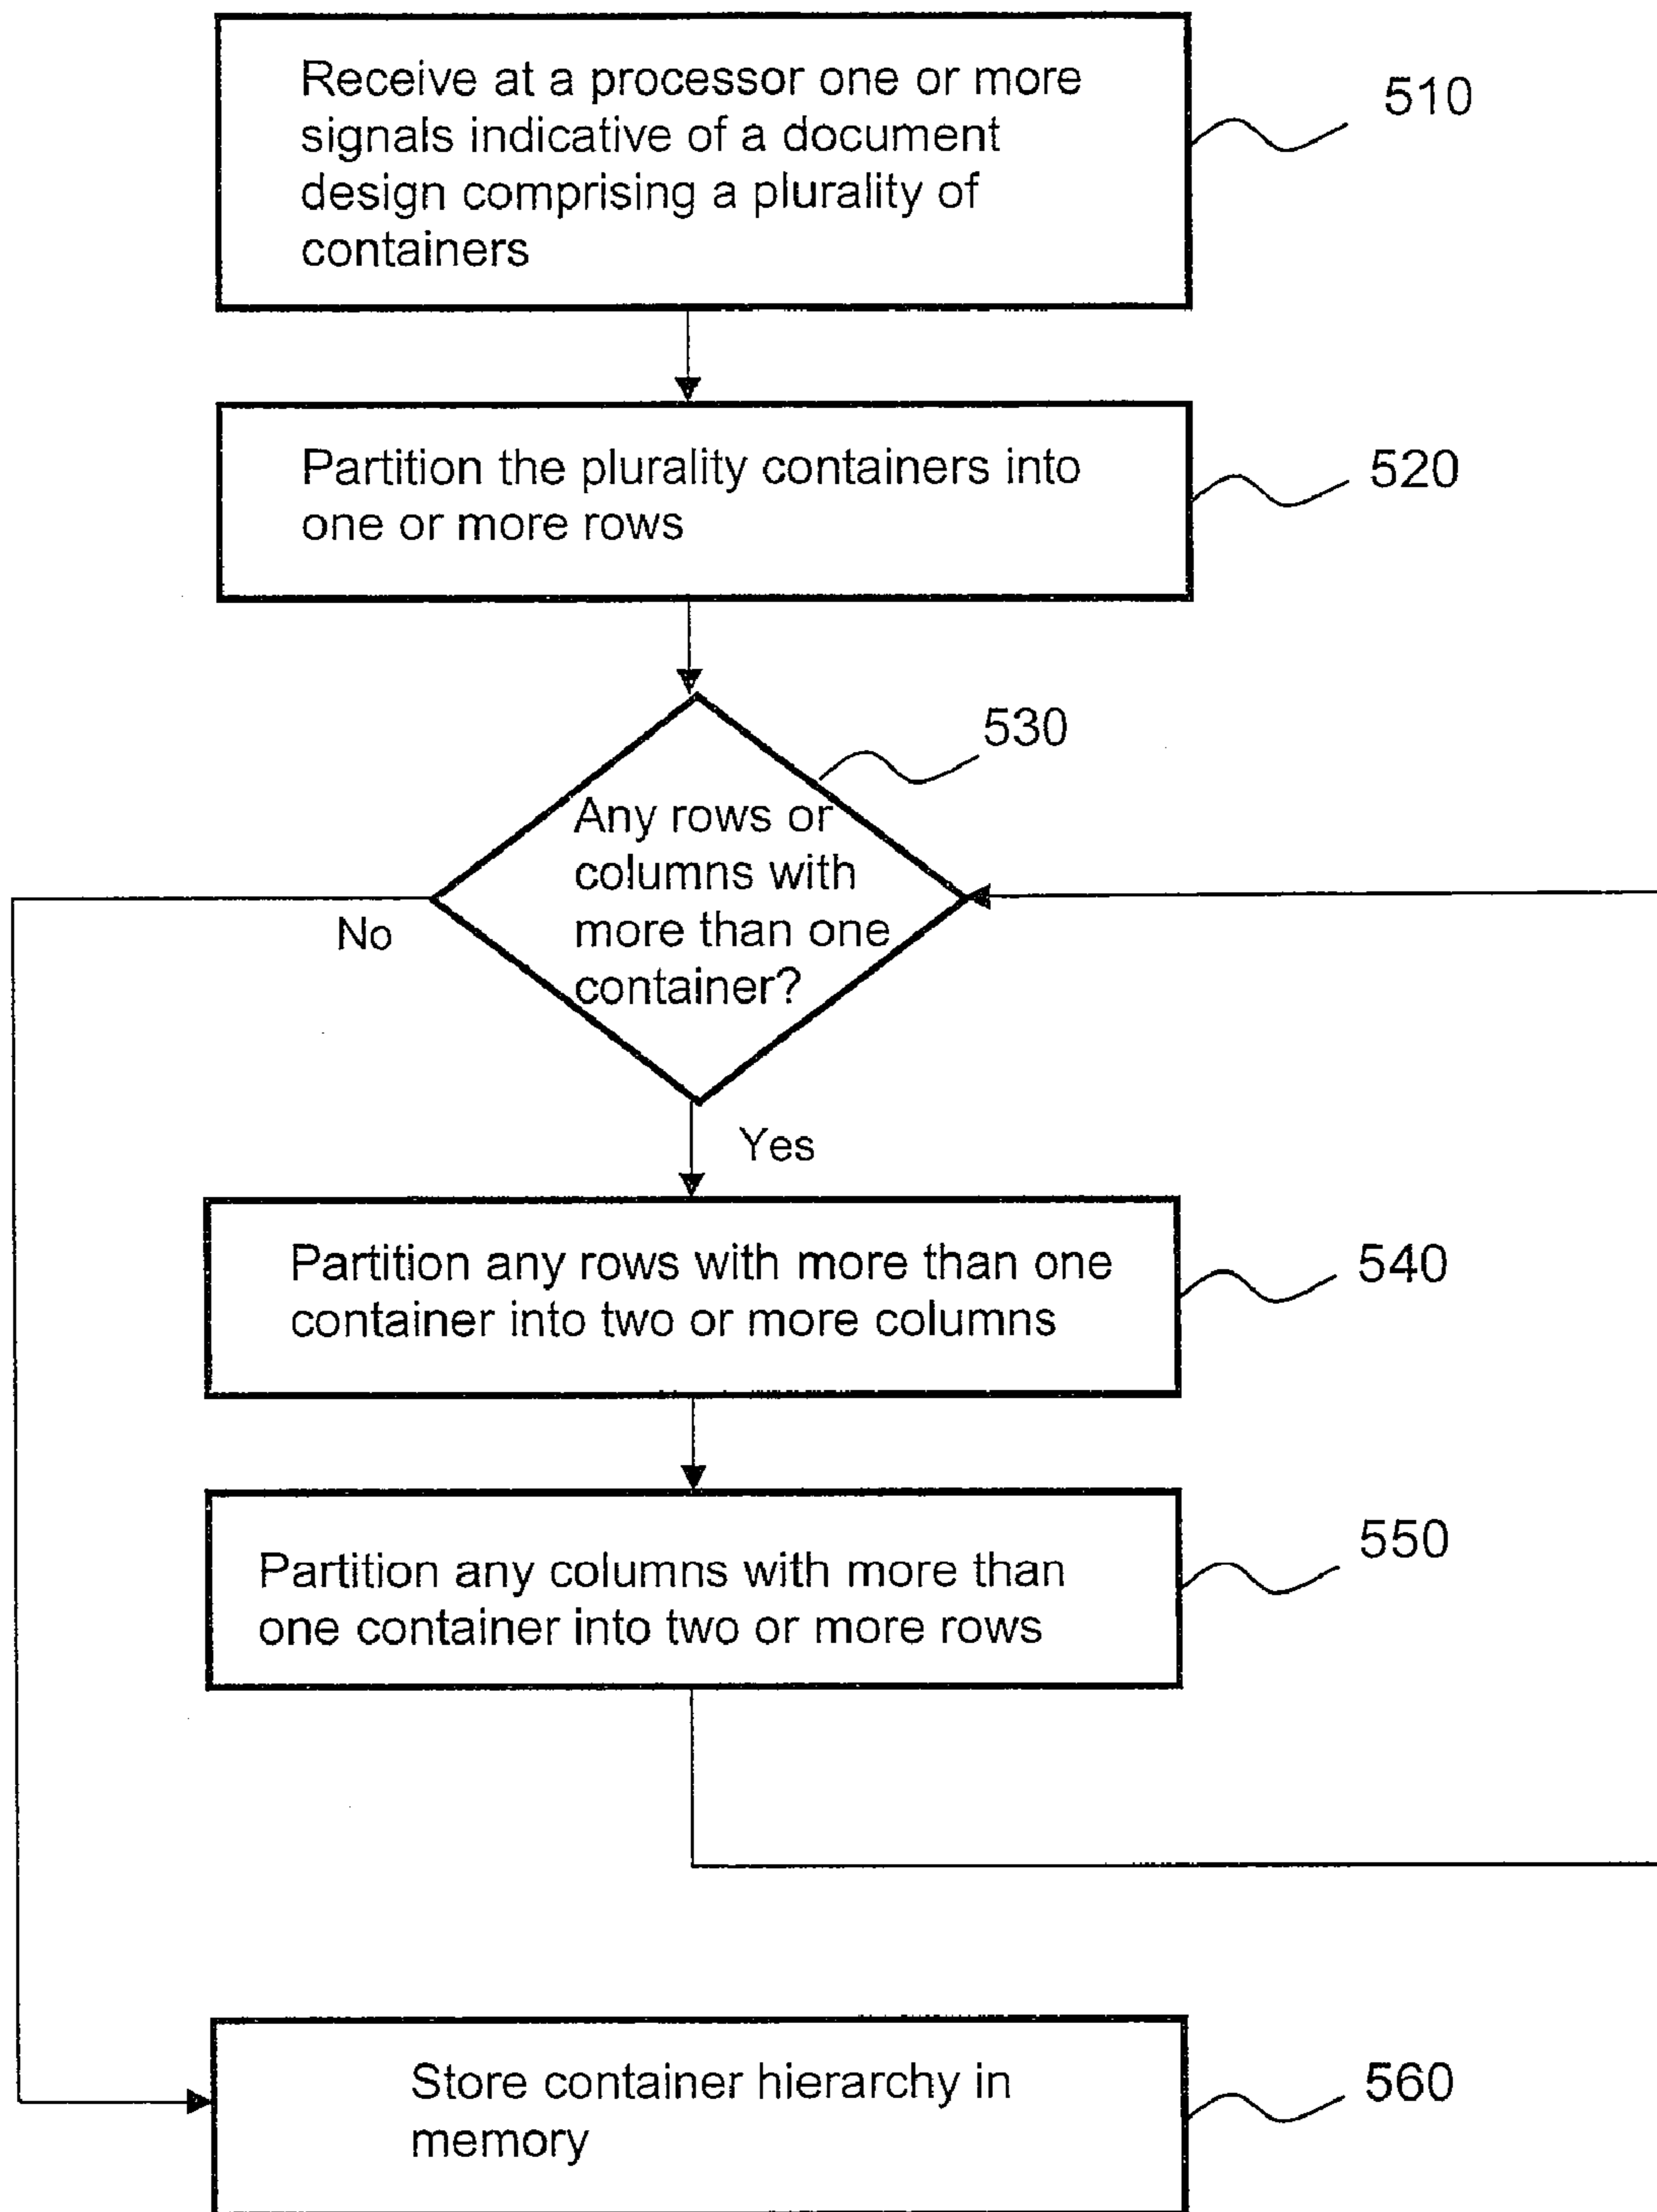 Receive at a processor one or more
signals indicative of a document
design comprising a plurality of
containers
510
Partition the plurality containers into
one or more rows
520
530
Any rows or
columns with
more than one
container?
No
Yes
Partition any rows with more than one
container into two or more columns
540
Partition any columns with more than
one container into two or more rows
550
Store container hierarchy in
memory
560